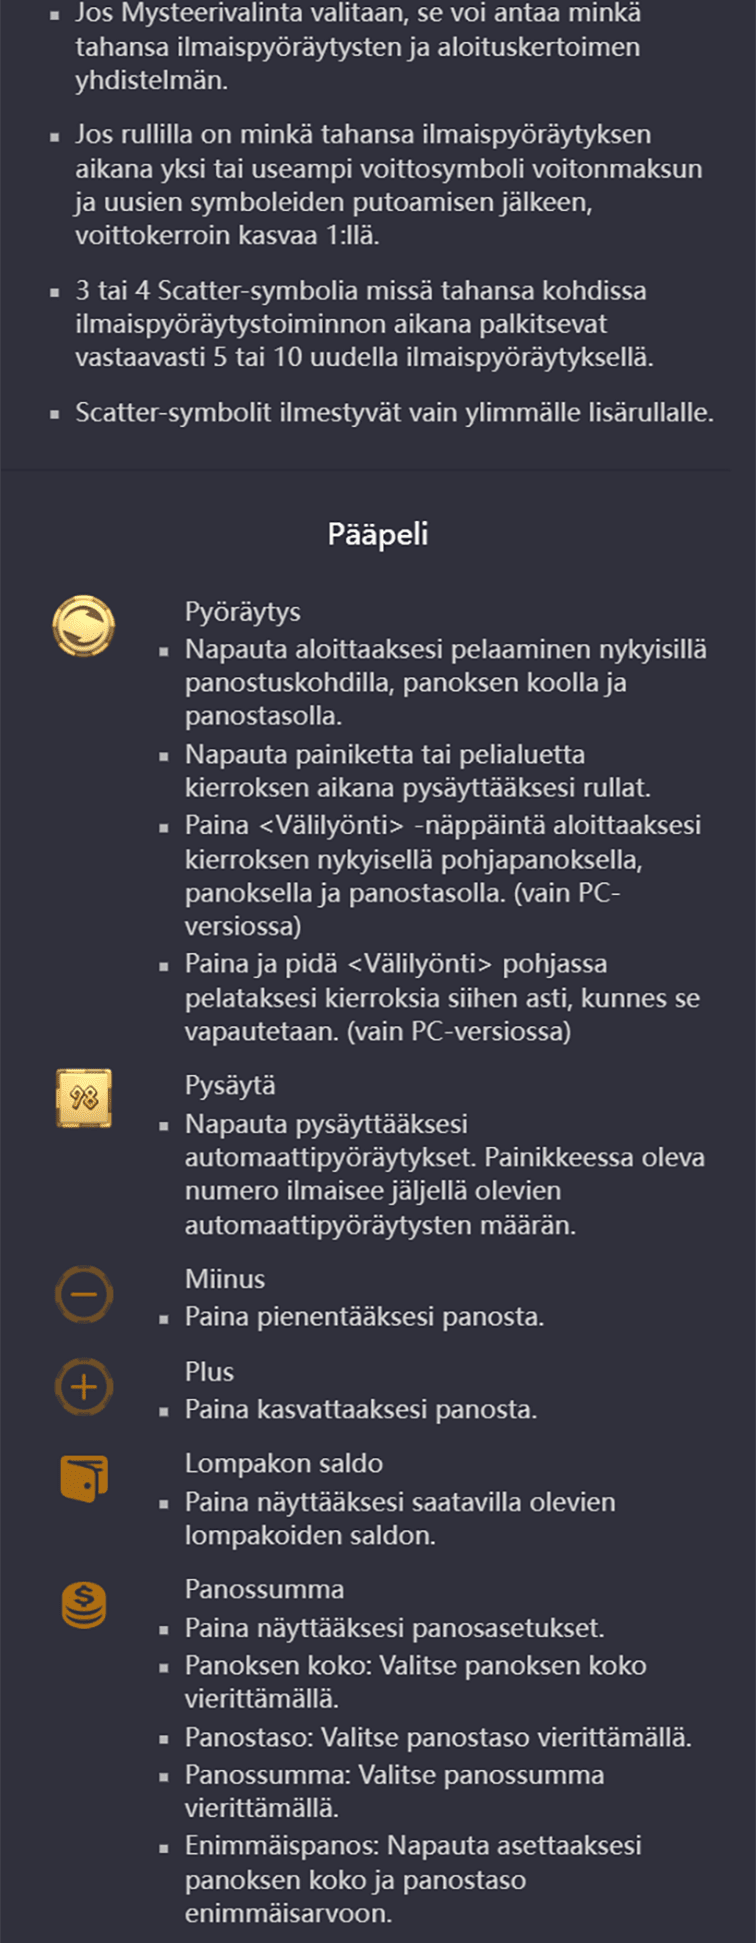 ▪ Jos Mysteerivalinta valitaan, se voi antaa minkä
tahansa ilmaispyöräytysten ja aloituskertoimen
yhdistelmän.
▪ Jos rullilla on minkä tahansa ilmaispyöräytyksen
aikana yksi tai useampi voittosymboli voitonmaksun
ja uusien symboleiden putoamisen jälkeen,
voittokerroin kasvaa 1:llä.
▪ 3 tai 4 Scatter-symbolia missä tahansa kohdissa
ilmaispyöräytystoiminnon aikana palkitsevat
vastaavasti 5 tai 10 uudella ilmaispyöräytyksellä.
▪ Scatter-symbolit ilmestyvät vain ylimmälle lisärullalle.
Pääpeli
Pyöräytys
▪ Napauta aloittaaksesi pelaaminen nykyisillä
panostuskohdilla, panoksen koolla ja
panostasolla.
▪ Napauta painiketta tai pelialuetta
kierroksen aikana pysäyttääksesi rullat.
▪ Paina <Välilyönti> -näppäintä aloittaaksesi
kierroksen nykyisellä pohjapanoksella,
panoksella ja panostasolla. (vain PC-
versiossa)
▪ Paina ja pidä <Välilyönti> pohjassa
pelataksesi kierroksia siihen asti, kunnes se
vapautetaan. (vain PC-versiossa)
98
Pysäytä
▪ Napauta pysäyttääksesi
automaattipyöräytykset. Painikkeessa oleva
numero ilmaisee jäljellä olevien
automaattipyöräytysten määrän.
Miinus
▪ Paina pienentääksesi panosta.
Plus
▪ Paina kasvattaaksesi panosta.
Lompakon saldo
▪ Paina näyttääksesi saatavilla olevien
lompakoiden saldon.
Panossumma
▪ Paina näyttääksesi panosasetukset.
▪ Panoksen koko: Valitse panoksen koko
vierittämällä.
▪ Panostaso: Valitse panostaso vierittämällä.
▪ Panossumma: Valitse panossumma
vierittämällä.
▪ Enimmäispanos: Napauta asettaaksesi
panoksen koko ja panostaso
enimmäisarvoon.